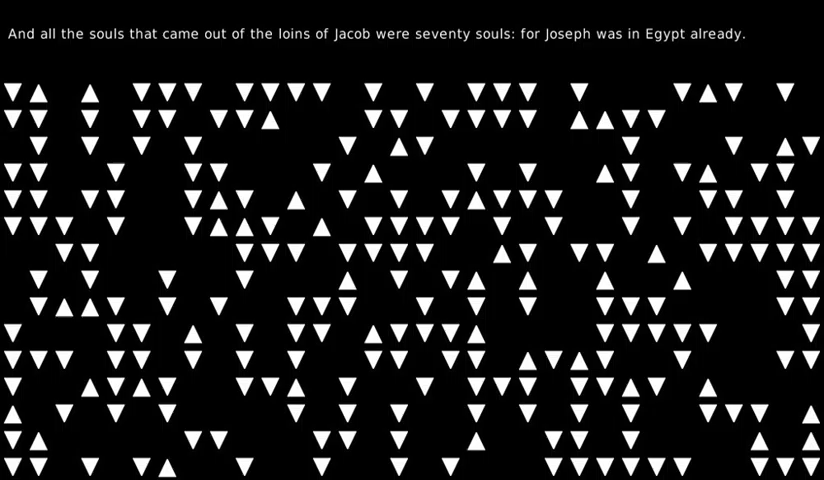 And all the souls that came out of the loins of Jacob were seventy souls: for Joseph was in Egypt already.